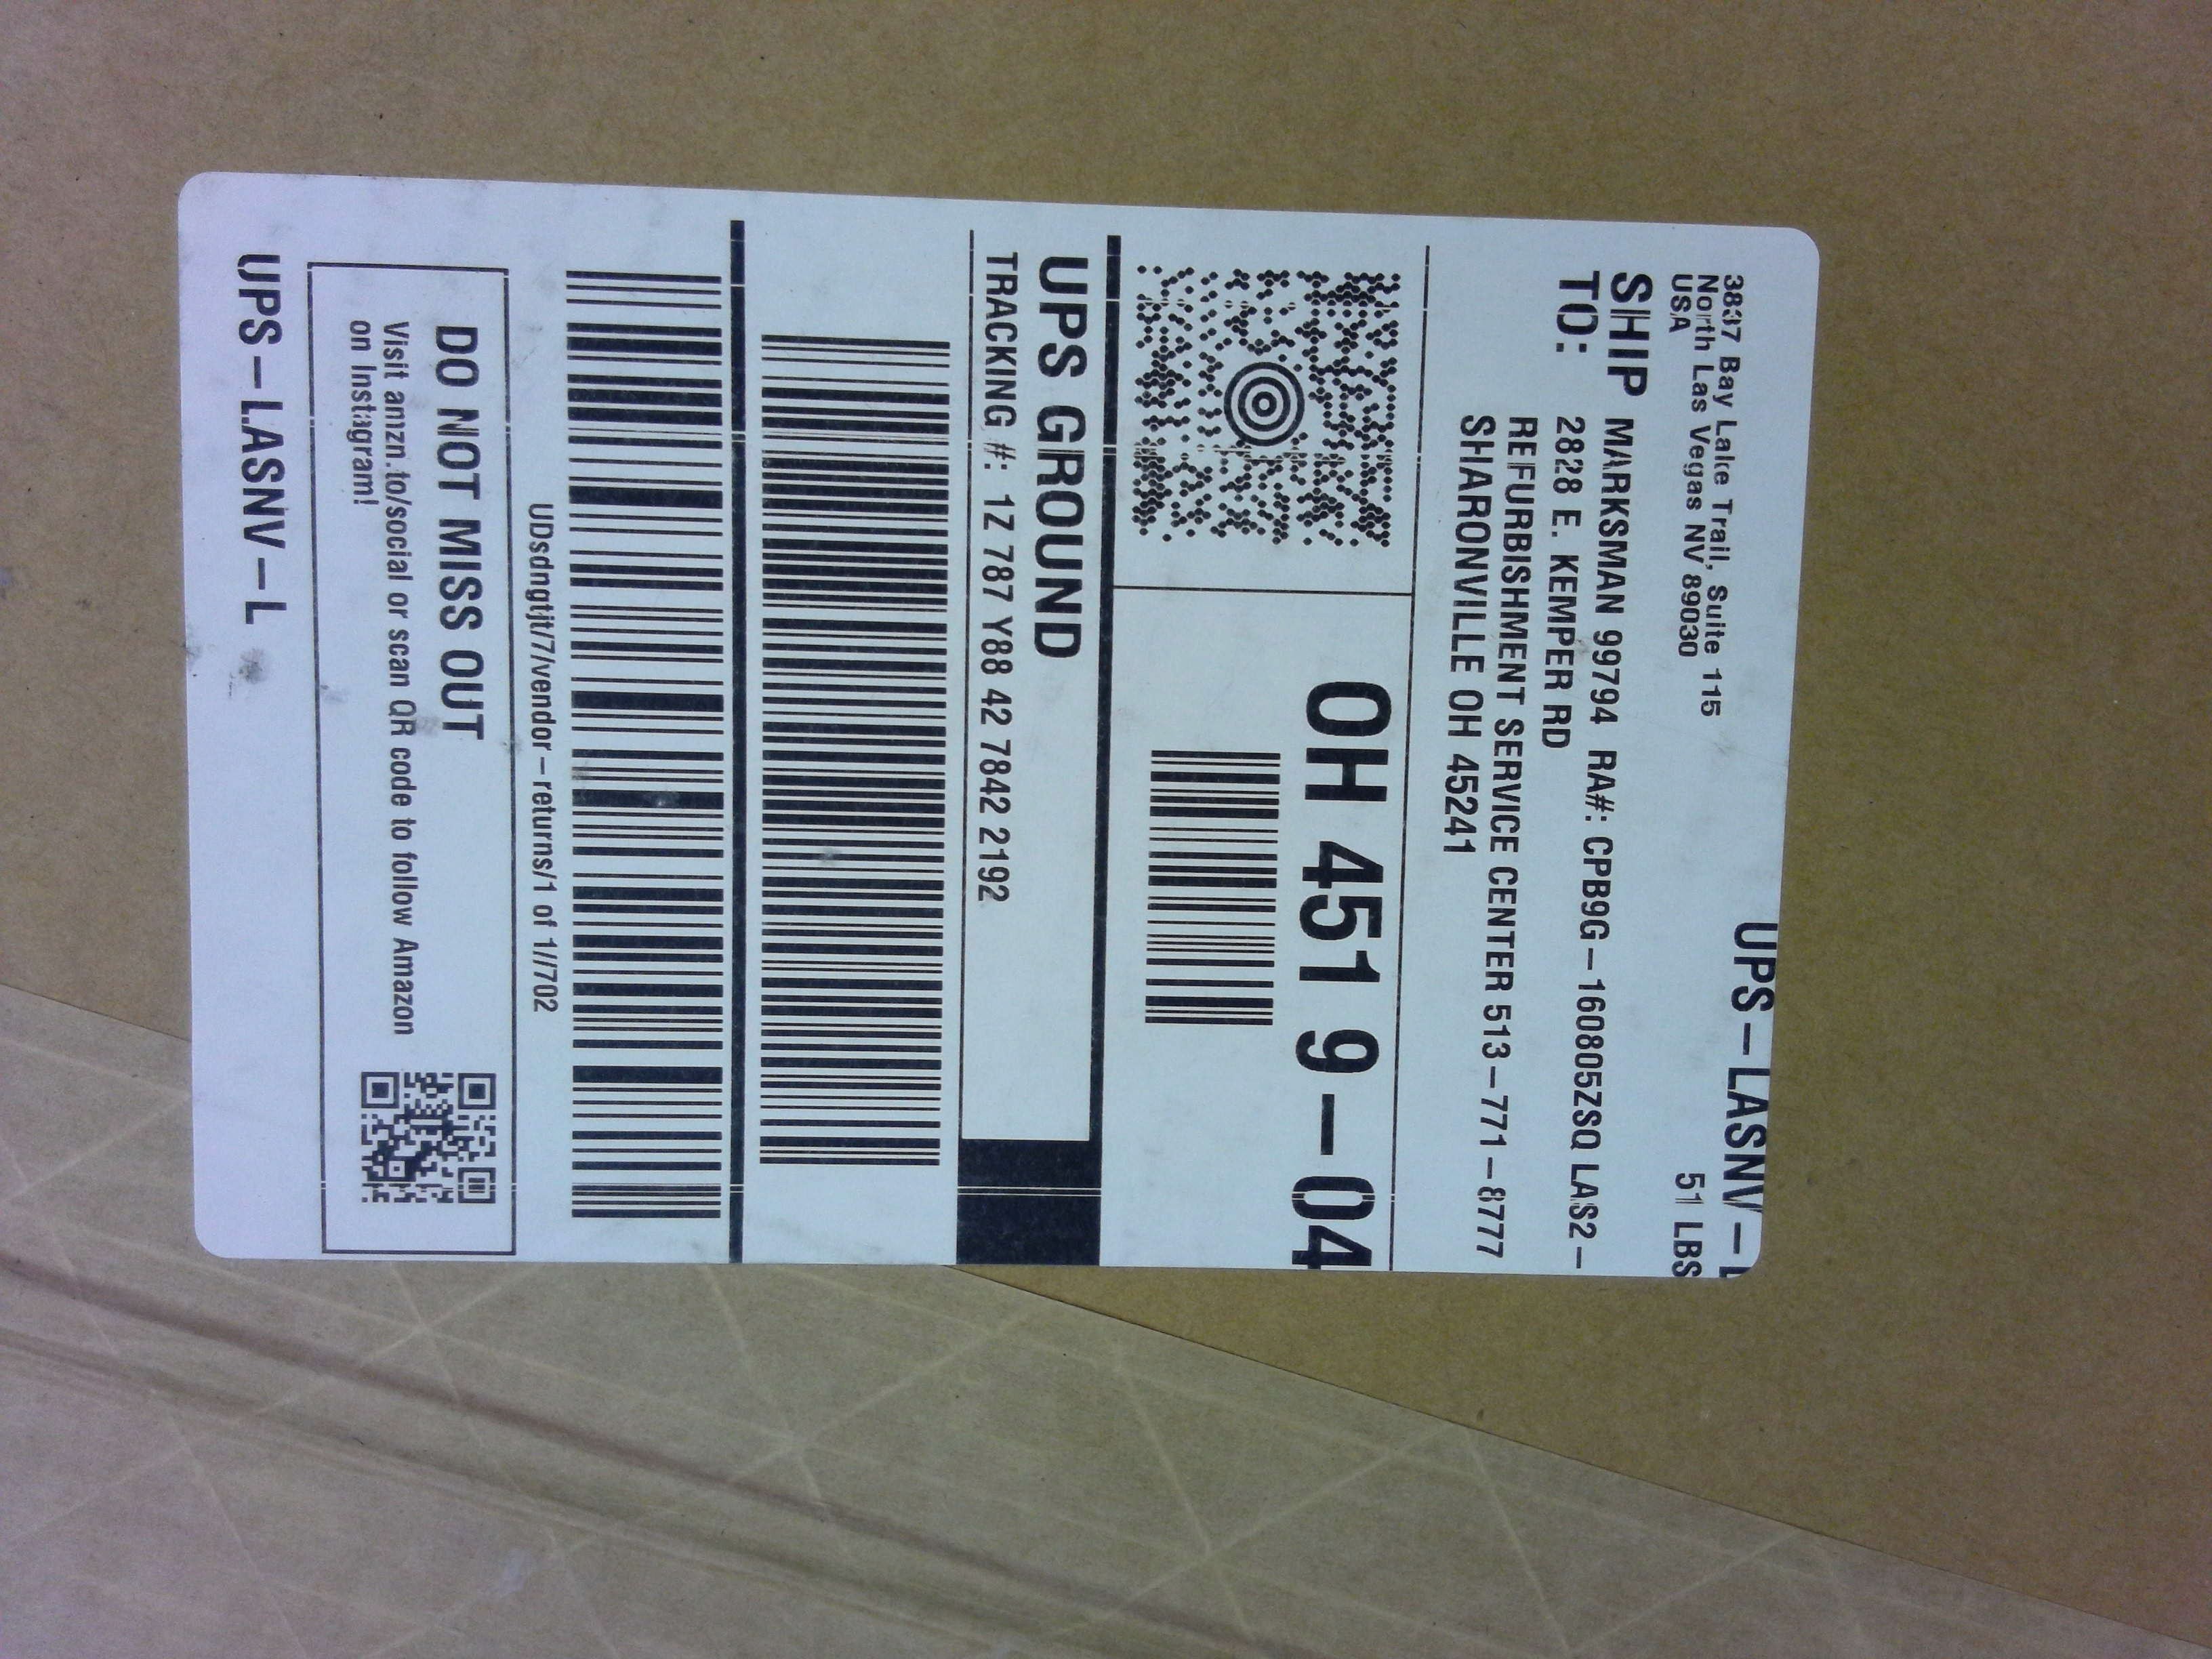 3837 Bay Lake Trail, Suite 115
North Las Vegas NV 89030
USA
UPS-LASNV-L
51 LBS
SHIP TO:
MARKSMAN 99794 RA#: CPB9G-160805ZSQ LAS2-
2828 E. KEMPER RD
REFURBISHMENT SERVICE CENTER 513-771-8777
SHARONVILLE OH 45241
OH 451 9-04
UPS GROUND
TRACKING #: 1Z 787 Y88 42 7842 2192
UDsdngtjt/7/vendor-returns/1 of 1//702
DO NOT MISS OUT
Visit amzn.to/social or scan QR code to follow Amazon
on Instagram!
UPS-LASNV-L